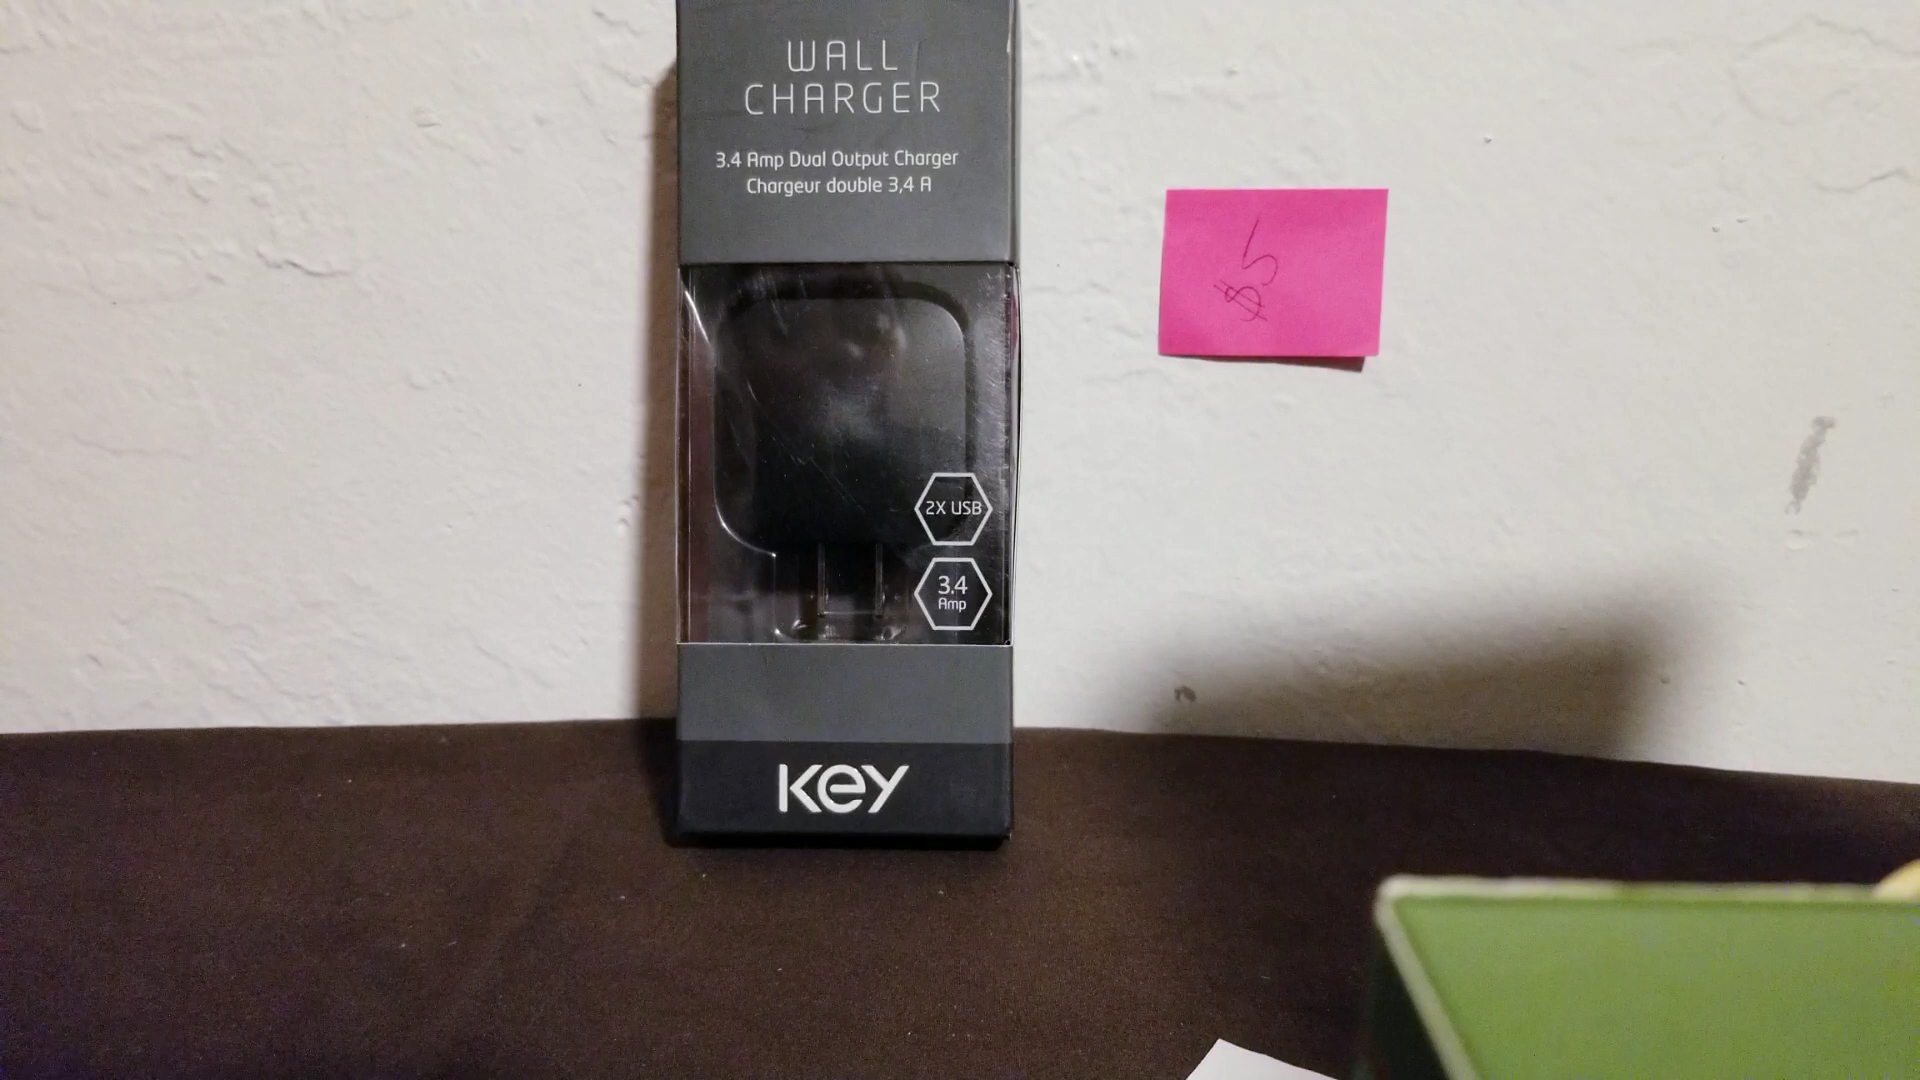 WALL
CHARGER
3.4 Amp Dual Output Charger
Chargeur double 3,4 A
$5
2X USB
3.4
Amp
KEY